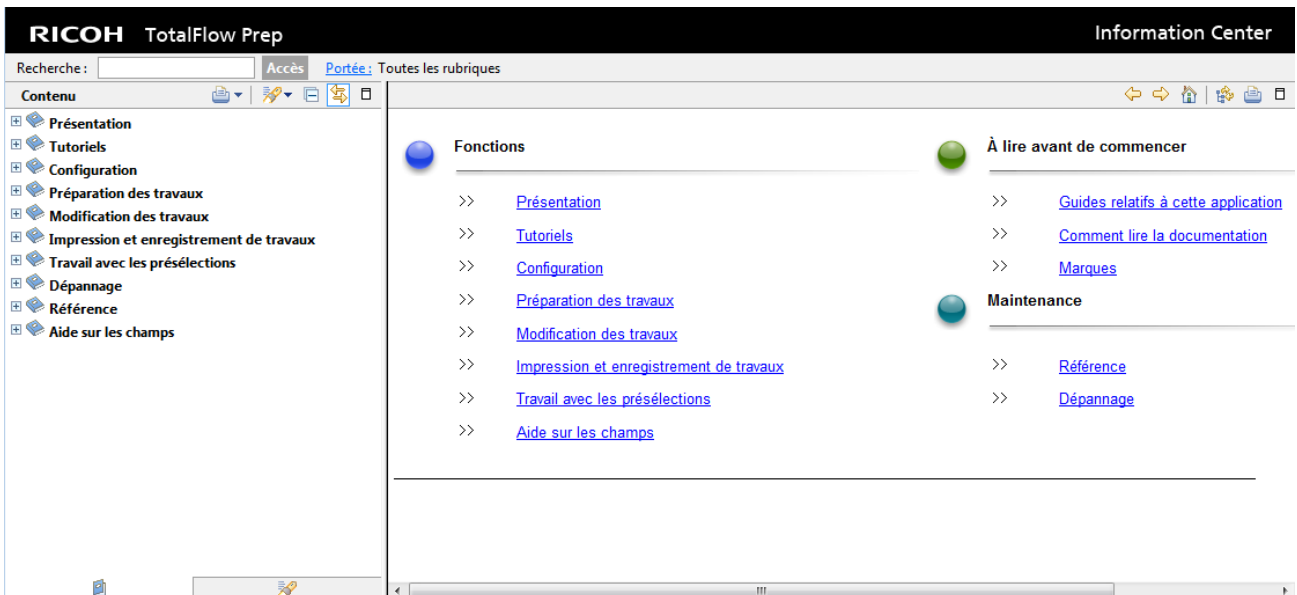 RICOH TotalFlow Prep
Information Center
Recherche : Accès Portée : Toutes les rubriques
Contenu
Présentation
Tutoriels
Configuration
Préparation des travaux
Modification des travaux
Impression et enregistrement de travaux
Travail avec les présélections
Dépannage
Référence
Aide sur les champs
Fonctions
>> Présentation
>> Tutoriels
>> Configuration
>> Préparation des travaux
>> Modification des travaux
>> Impression et enregistrement de travaux
>> Travail avec les présélections
>> Aide sur les champs
À lire avant de commencer
>> Guides relatifs à cette application
>> Comment lire la documentation
>> Marques
Maintenance
>> Référence
>> Dépannage